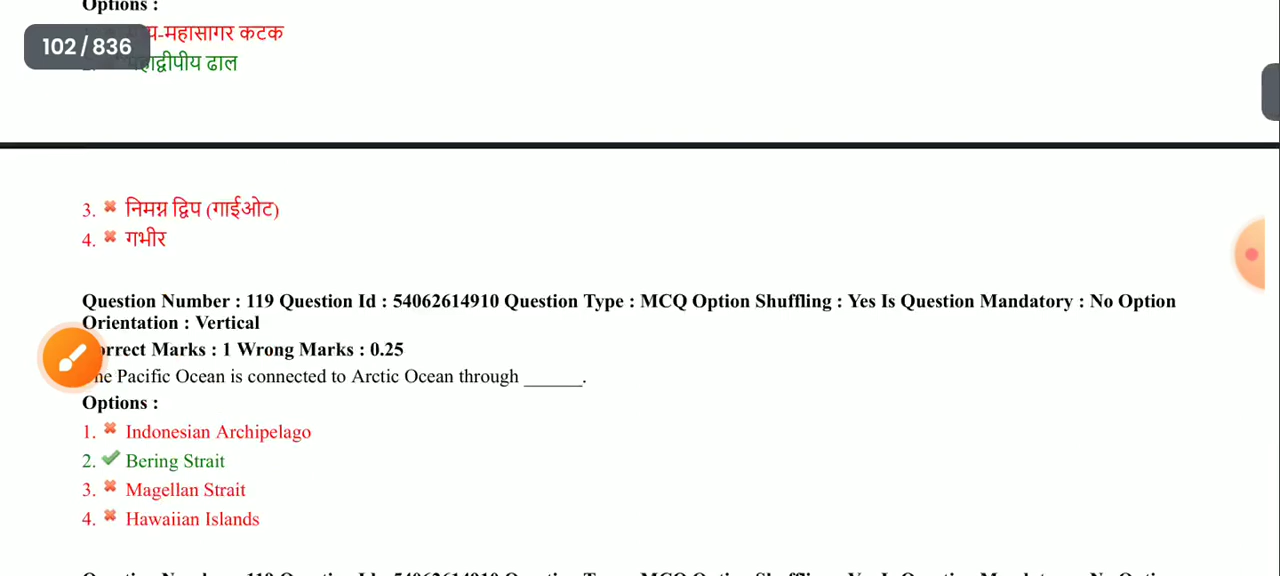 Options :
102 / 836
-महासागर कटक
महाद्वीपीय ढाल
3. निमग्न द्विप (गाईओट)
4. गभीर
Question Number : 119 Question Id : 54062614910 Question Type : MCQ Option Shuffling : Yes Is Question Mandatory : No Option
Orientation : Vertical
orrect Marks : 1 Wrong Marks : 0.25
he Pacific Ocean is connected to Arctic Ocean through ______.
Options :
1. Indonesian Archipelago
2. Bering Strait
3. Magellan Strait
4. Hawaiian Islands